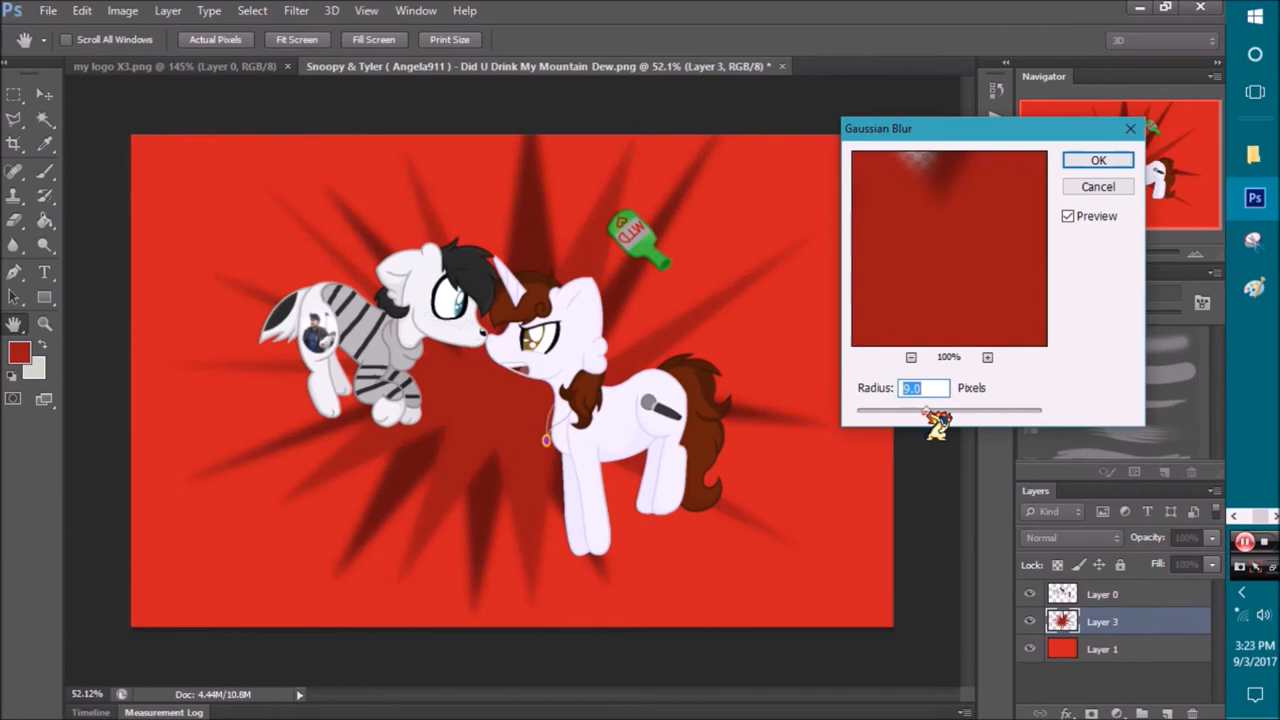 Ps File Edit Image Layer Type Select Filter 3D View Window Help
Scroll All Windows Actual Pixels Fit Screen Fill Screen Print Size 3D
my logo X3.png @ 145% (Layer 0, RGB/8) × Snoopy & Tyler ( Angela911 ) - Did U Drink My Mountain Dew.png @ 52.1% (Layer 3, RGB/8) * ×
Navigator
Gaussian Blur
OK
Cancel
Preview
100%
Radius: 9.0 Pixels
Ps
Layers
Kind
Normal Opacity: 100%
Lock: Fill: 100%
Layer 0
Layer 3
Layer 1
52.12% Doc: 4.44M/10.8M
Timeline Measurement Log
3:23 PM
9/3/2017